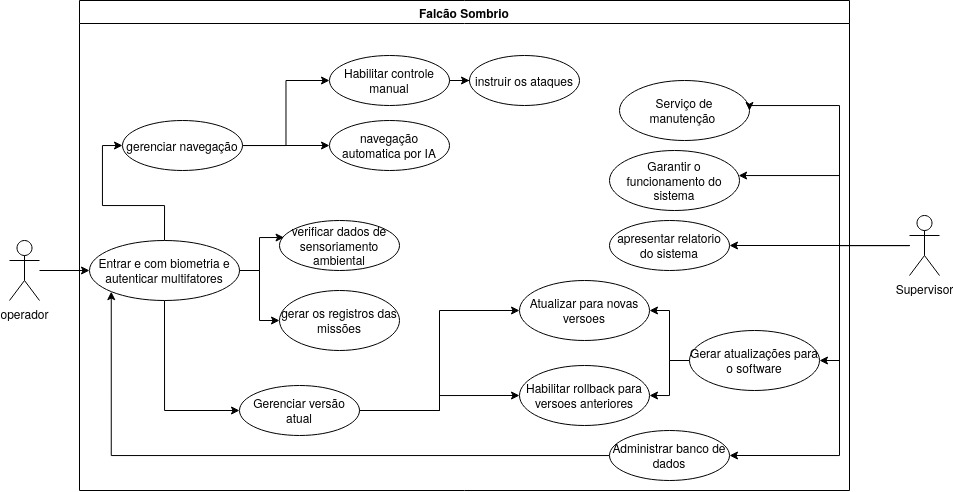 Falcão Sombrio
Habilitar controle
manual
instruir os ataques
Serviço de
manutenção
gerenciar navegação
navegação
automatica por IA
Garantir o
funcionamento do
sistema
verificar dados de
sensoriamento
ambiental
apresentar relatorio
do sistema
Entrar e com biometria e
autenticar multifatores
operador
Supervisor
gerar os registros das
missões
Atualizar para novas
versoes
Gerar atualizações para
o software
Gerenciar versão
atual
Habilitar rollback para
versoes anteriores
Administrar banco de
dados